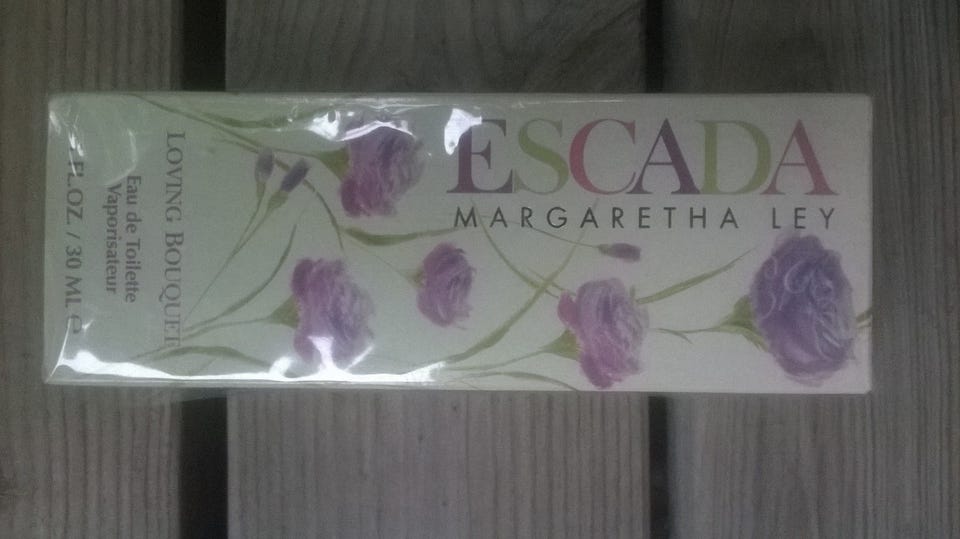 ESCADA
MARGARETHA LEY
LOVING BOUQUET
Eau de Toilette
Vaporisateur
FL.OZ / 30 ML ℮